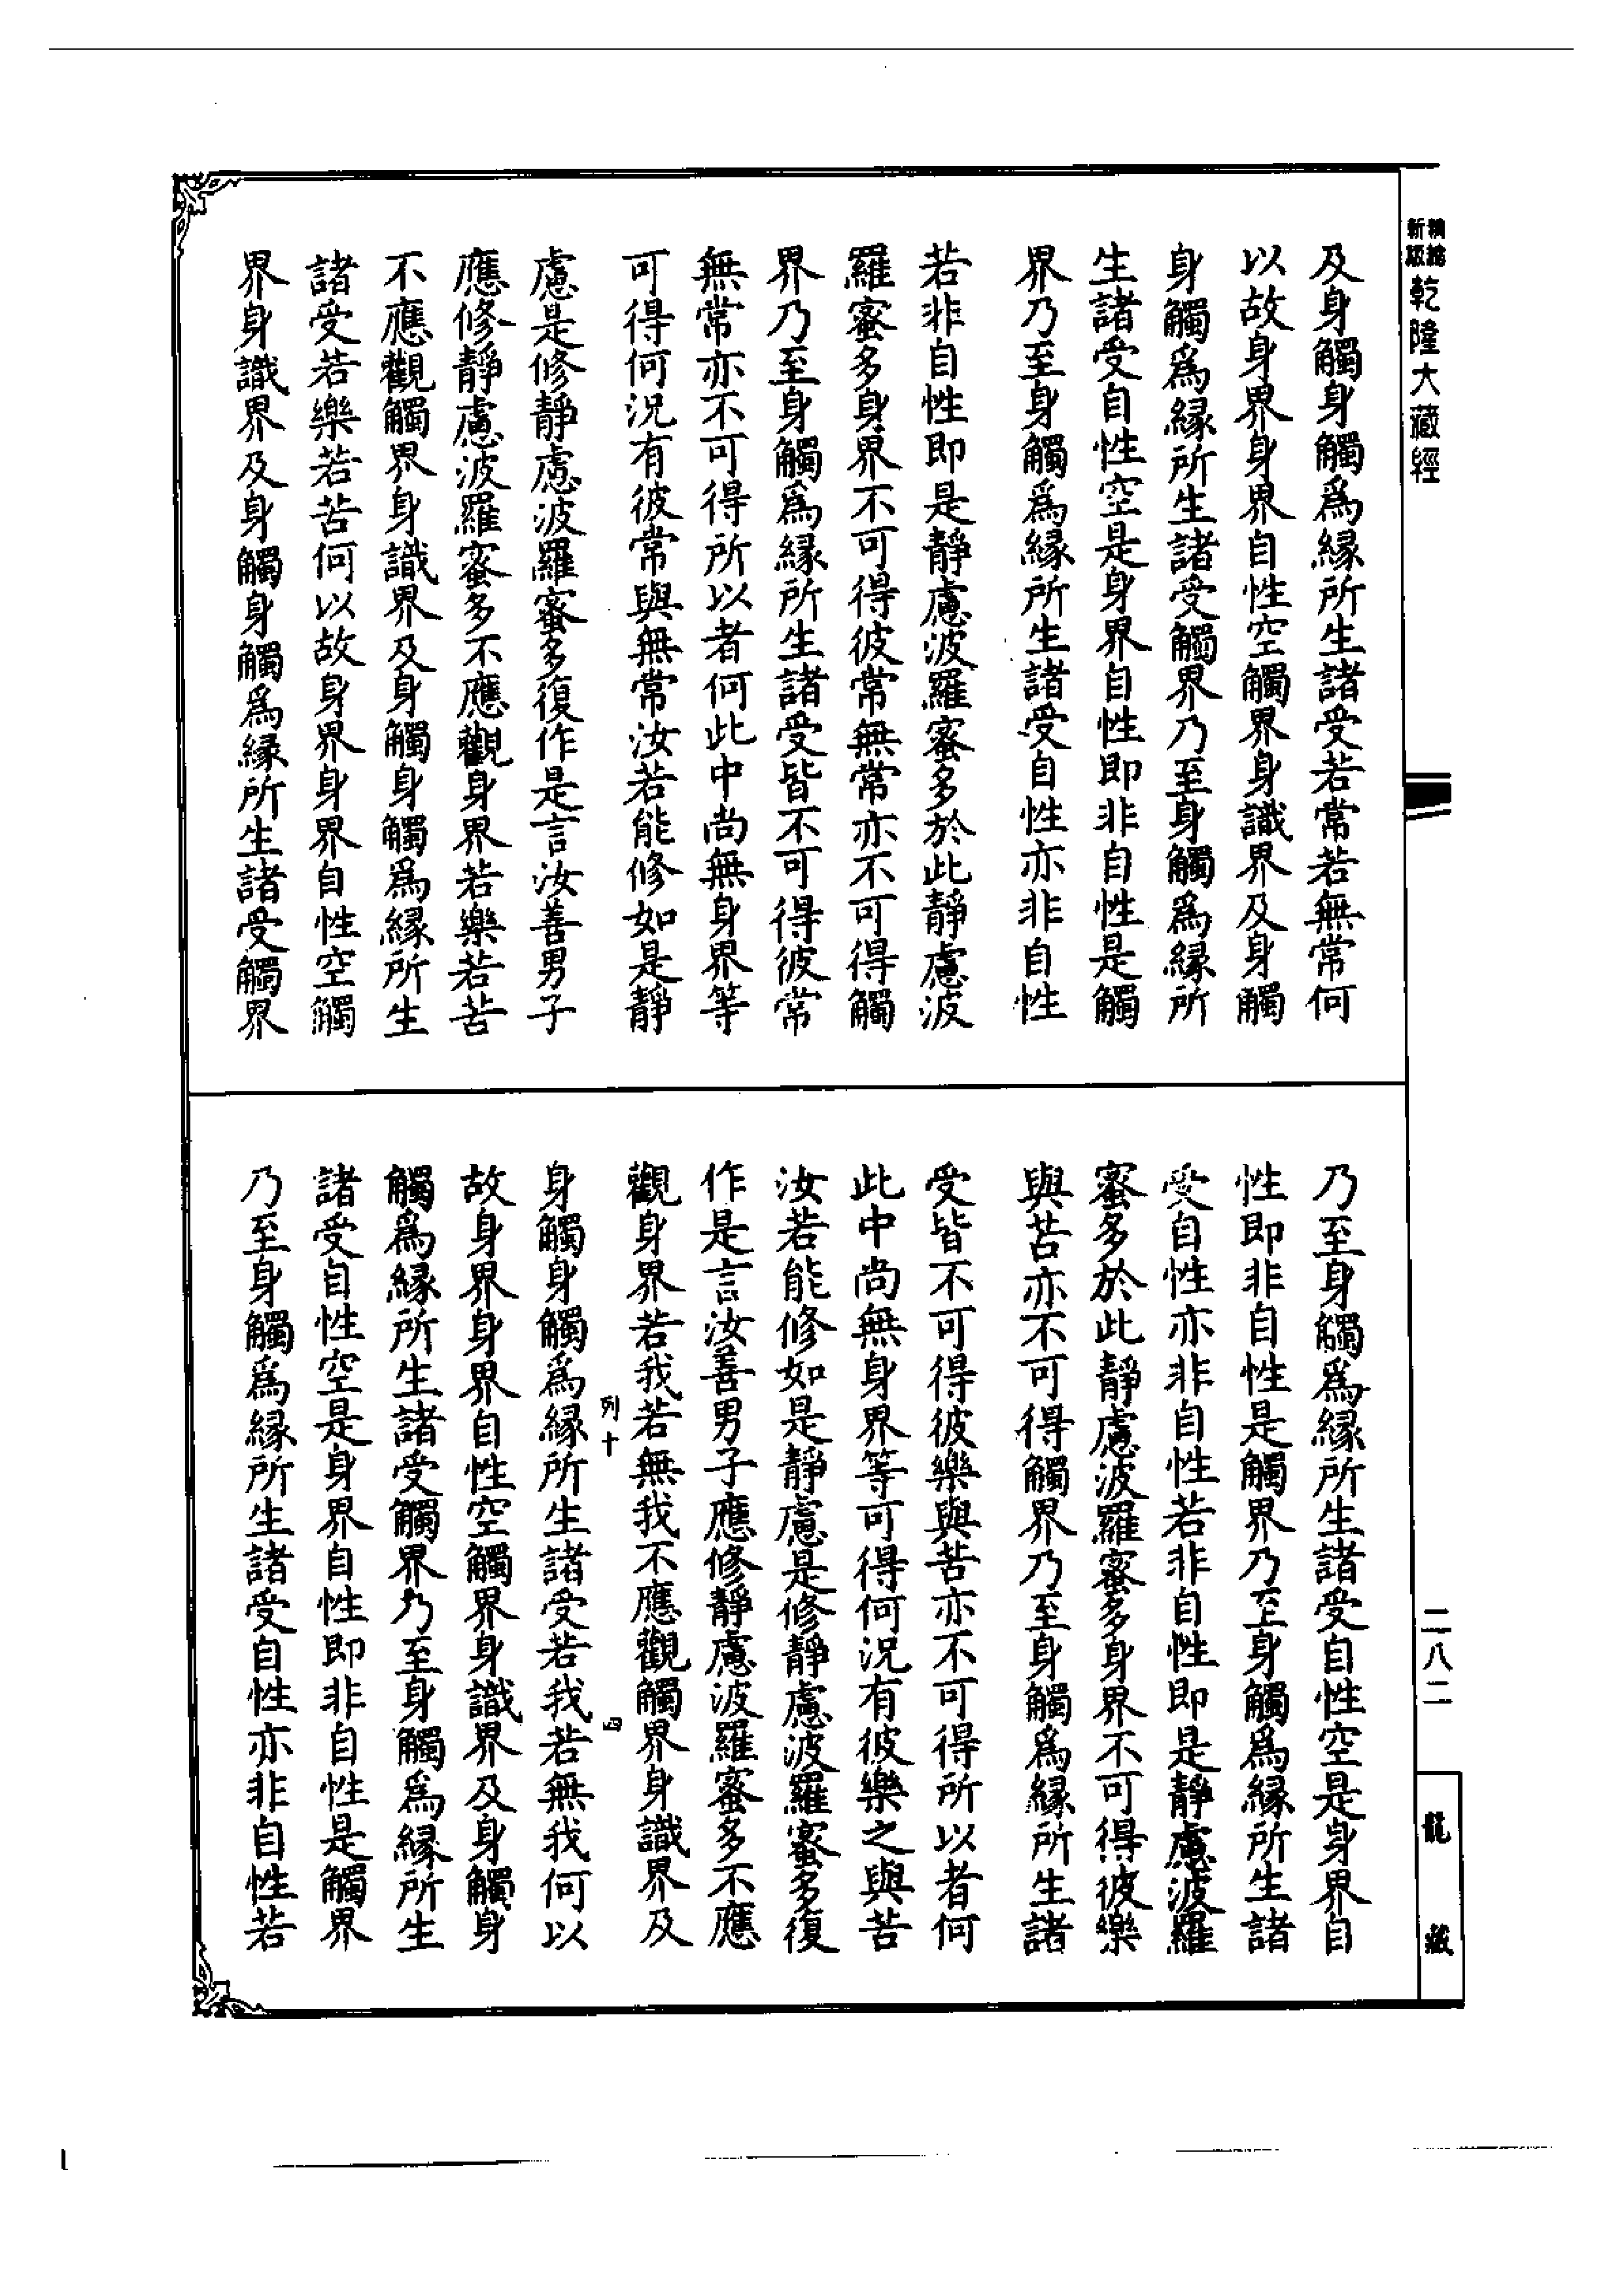 精繕
新版
乾隆大藏經
及身觸身觸爲緣所生諸受若常若無常何
以故身界身界自性空觸界身識界及身觸
身觸爲緣所生諸受觸界乃至身觸爲緣所
生諸受自性空是身界自性即非自性是觸
界乃至身觸爲緣所生諸受自性亦非自性
若非自性即是靜慮波羅蜜多於此靜慮波
羅蜜多身界不可得彼常無常亦不可得觸
界乃至身觸爲緣所生諸受皆不可得彼常
無常亦不可得所以者何此中尚無身界等
可得何況有彼常與無常汝若能修如是靜
慮是修靜慮波羅蜜多復作是言汝善男子
應修靜慮波羅蜜多不應觀身界若樂若苦
不應觀觸界身識界及身觸身觸爲緣所生
諸受若樂若苦何以故身界身界自性空觸
界身識界及身觸身觸爲緣所生諸受觸界
乃至身觸爲緣所生諸受自性空是身界自
性即非自性是觸界乃至身觸爲緣所生諸
受自性亦非自性若非自性即是靜慮波羅
蜜多於此靜慮波羅蜜多身界不可得彼樂
與苦亦不可得觸界乃至身觸爲緣所生諸
受皆不可得彼樂與苦亦不可得所以者何
此中尚無身界等可得何況有彼樂之與苦
汝若能修如是靜慮是修靜慮波羅蜜多復
作是言汝善男子應修靜慮波羅蜜多不應
觀身界若我若無我不應觀觸界身識界及
列十 四
身觸身觸爲緣所生諸受若我若無我何以
故身界身界自性空觸界身識界及身觸身
觸爲緣所生諸受觸界乃至身觸爲緣所生
諸受自性空是身界自性即非自性是觸界
乃至身觸爲緣所生諸受自性亦非自性若
二八二
龍藏